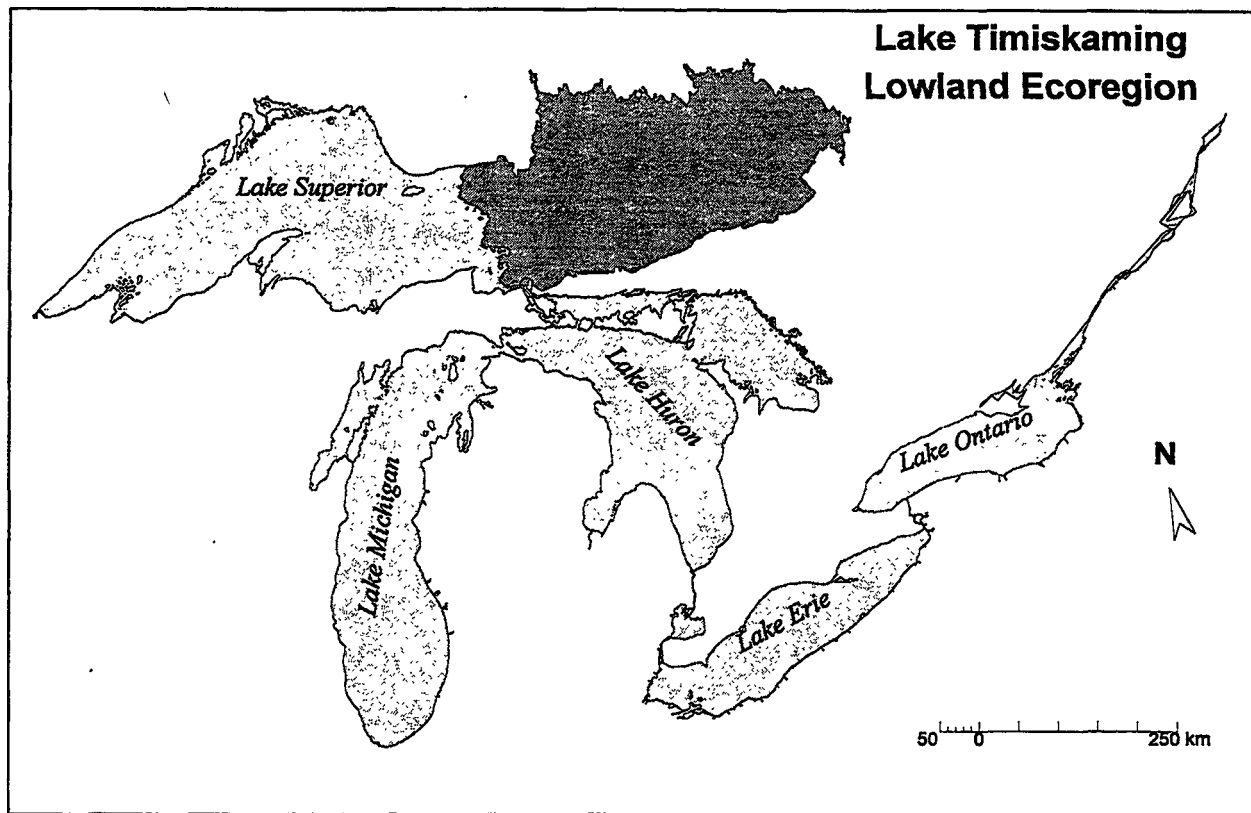 Lake Timiskaming
Lowland Ecoregion
Lake Superior
Lake Huron
Lake Ontario
N
Lake Michigan
Lake Erie
50 0 250 km